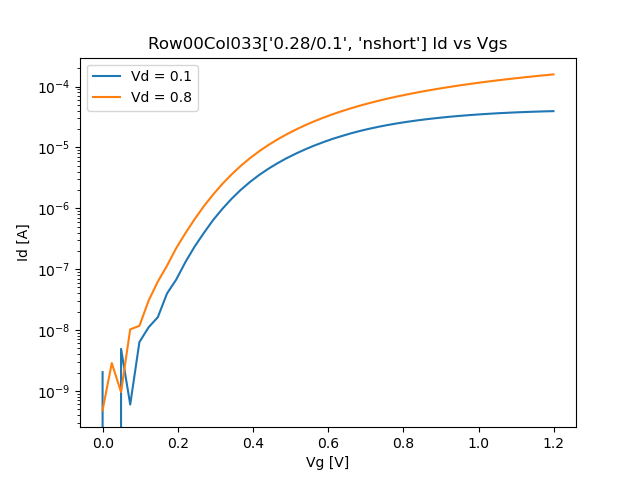 Row00Col033['0.28/0.1', 'nshort'] Id vs Vgs
Vd = 0.1
Vd = 0.8
Id [A]
10⁻⁴
10⁻⁵
10⁻⁶
10⁻⁷
10⁻⁸
10⁻⁹
0.0 0.2 0.4 0.6 0.8 1.0 1.2
Vg [V]